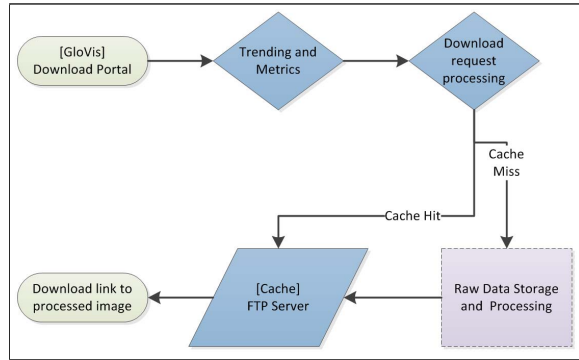 [GloVis]
Download Portal
Trending and
Metrics
Download
request
processing
Cache
Miss
Cache Hit
Download link to
processed image
[Cache]
FTP Server
Raw Data Storage
and Processing